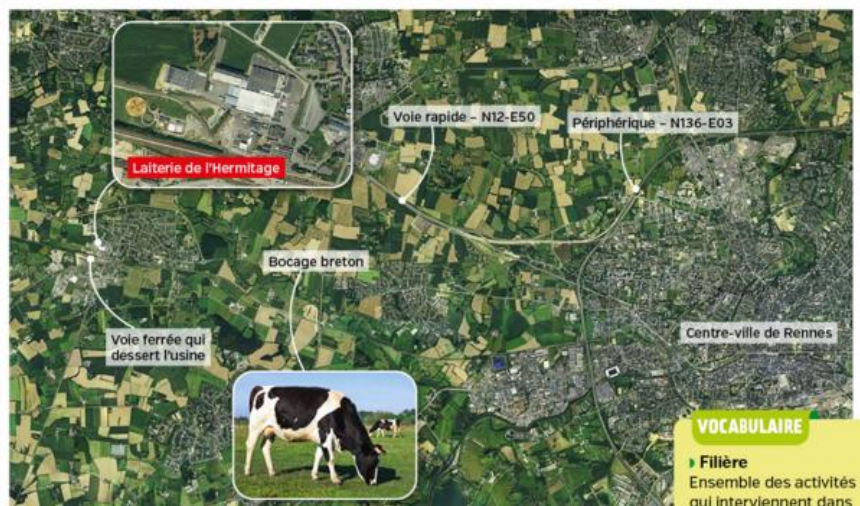 Laiterie de l'Hermitage
Voie rapide – N12-E50
Périphérique – N136-E03
Bocage breton
Voie ferrée qui
dessert l'usine
Centre-ville de Rennes
VOCABULAIRE
Filière
Ensemble des activités
qui interviennent dans